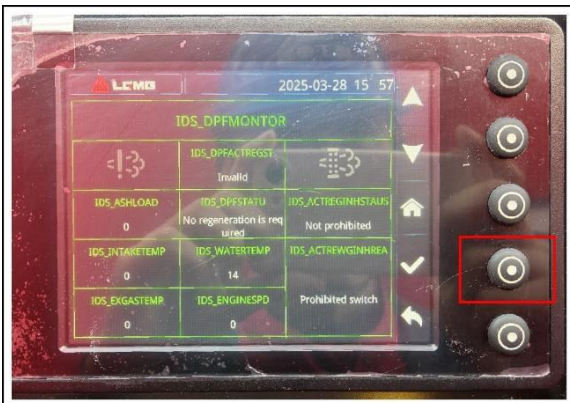 LCMG
2025-03-28 15 57
IDS_DPFMONTOR
IDS_DPFACTREGST
Invalid
IDS_ASHLOAD
0
IDS_DPFSTATU
No regeneration is req
uired
IDS_ACTREGINHSTAUS
Not prohibited
IDS_INTAKETEMP
0
IDS_WATERTEMP
14
IDS_ACTREWGINHREA
Prohibited switch
IDS_EXGASTEMP
0
IDS_ENGINESPD
0